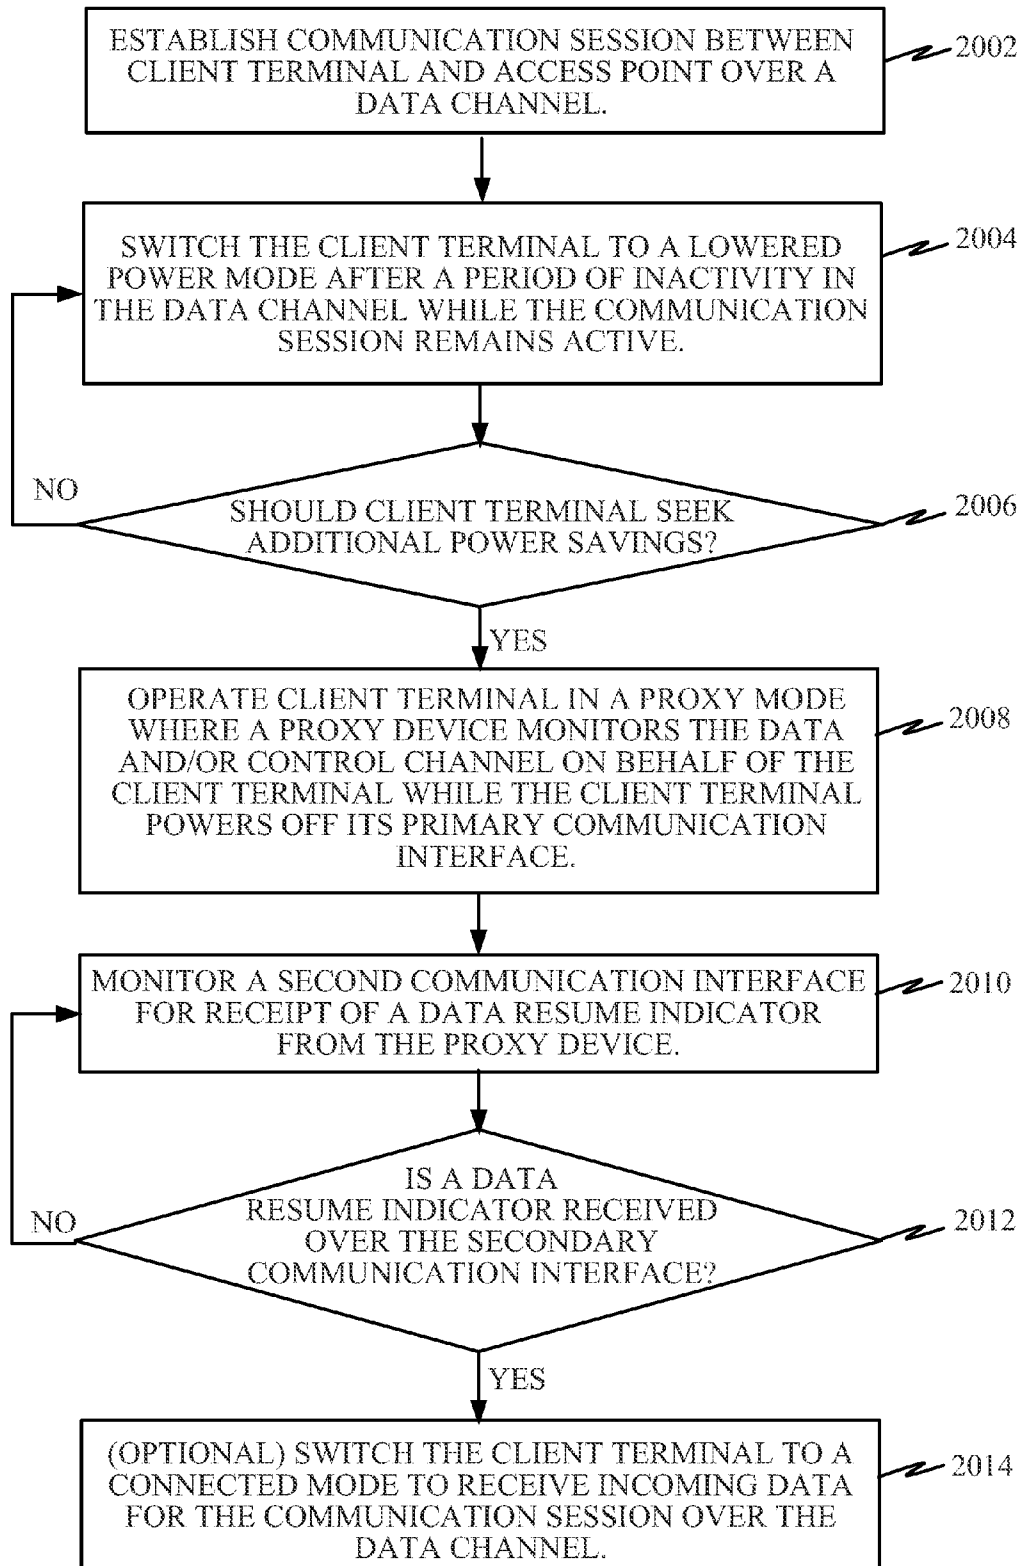 ESTABLISH COMMUNICATION SESSION BETWEEN
CLIENT TERMINAL AND ACCESS POINT OVER A
DATA CHANNEL.
2002
SWITCH THE CLIENT TERMINAL TO A LOWERED
POWER MODE AFTER A PERIOD OF INACTIVITY IN
THE DATA CHANNEL WHILE THE COMMUNICATION
SESSION REMAINS ACTIVE.
2004
NO
SHOULD CLIENT TERMINAL SEEK
ADDITIONAL POWER SAVINGS?
2006
YES
OPERATE CLIENT TERMINAL IN A PROXY MODE
WHERE A PROXY DEVICE MONITORS THE DATA
AND/OR CONTROL CHANNEL ON BEHALF OF THE
CLIENT TERMINAL WHILE THE CLIENT TERMINAL
POWERS OFF ITS PRIMARY COMMUNICATION
INTERFACE.
2008
MONITOR A SECOND COMMUNICATION INTERFACE
FOR RECEIPT OF A DATA RESUME INDICATOR
FROM THE PROXY DEVICE.
2010
NO
IS A DATA
RESUME INDICATOR RECEIVED
OVER THE SECONDARY
COMMUNICATION INTERFACE?
2012
YES
(OPTIONAL) SWITCH THE CLIENT TERMINAL TO A
CONNECTED MODE TO RECEIVE INCOMING DATA
FOR THE COMMUNICATION SESSION OVER THE
DATA CHANNEL.
2014